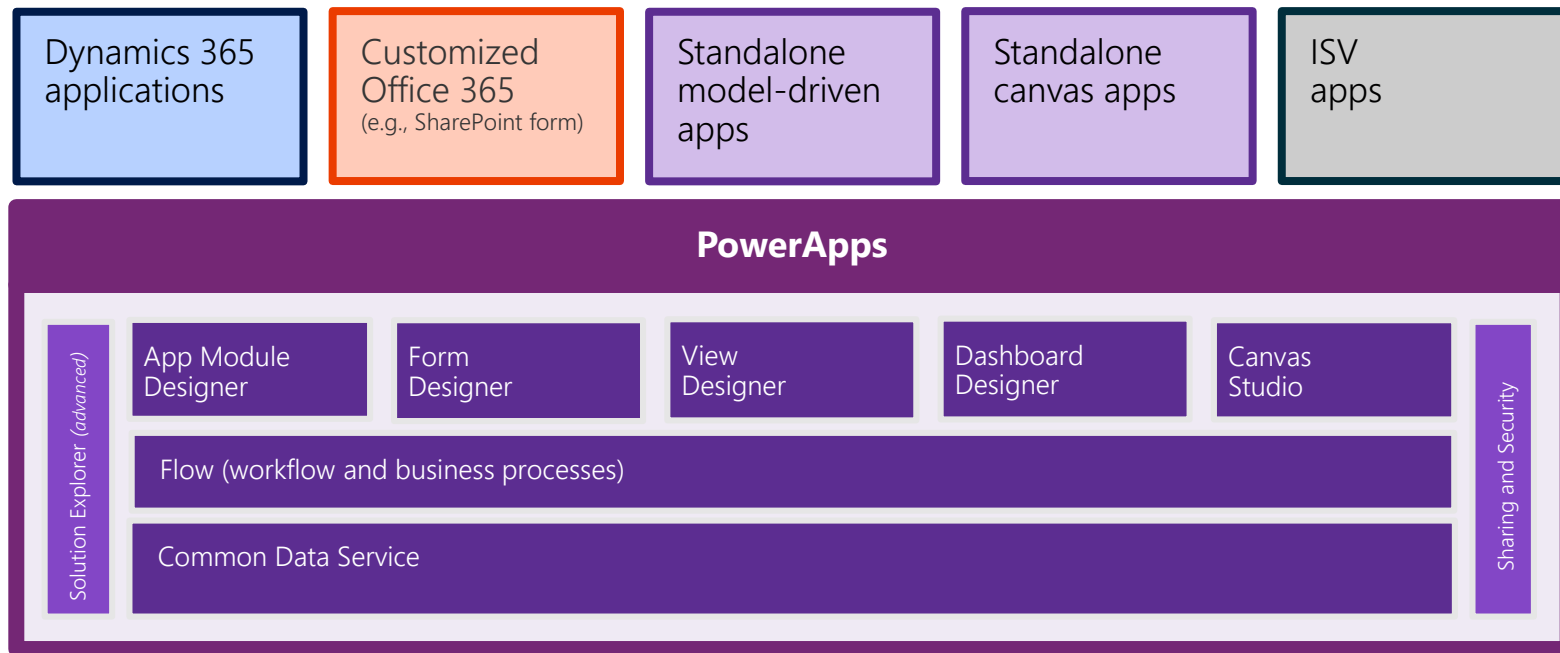 Dynamics 365
applications
Customized
Office 365
(e.g., SharePoint form)
Standalone
model-driven
apps
Standalone
canvas apps
ISV
apps
PowerApps
Solution Explorer (advanced)
App Module
Designer
Form
Designer
View
Designer
Dashboard
Designer
Canvas
Studio
Flow (workflow and business processes)
Common Data Service
Sharing and Security